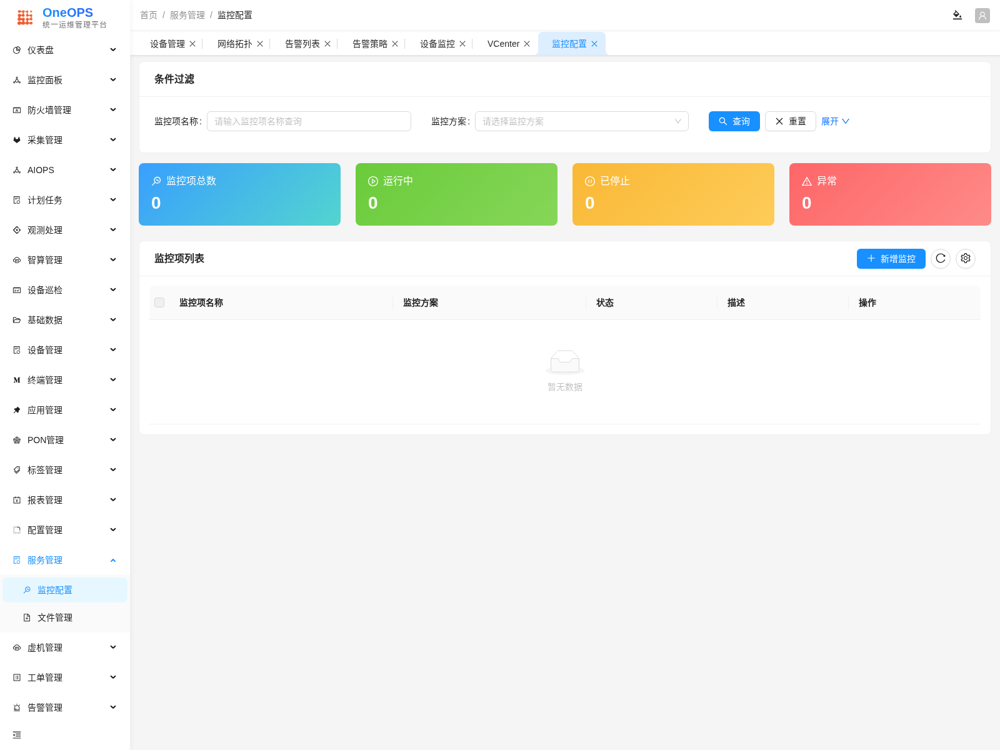 OneOPS
统一运维管理平台
仪表盘
监控面板
防火墙管理
采集管理
AIOPS
计划任务
观测处理
智算管理
设备巡检
基础数据
设备管理
终端管理
应用管理
PON管理
标签管理
报表管理
配置管理
服务管理
监控配置
文件管理
虚机管理
工单管理
告警管理
首页 / 服务管理 / 监控配置
设备管理 网络拓扑 告警列表 告警策略 设备监控 VCenter 监控配置
条件过滤
监控项名称: 请输入监控项名称查询 监控方案: 请选择监控方案 查询 重置 展开
监控项总数
0
运行中
0
已停止
0
异常
0
监控项列表 新增监控
监控项名称 监控方案 状态 描述 操作
暂无数据